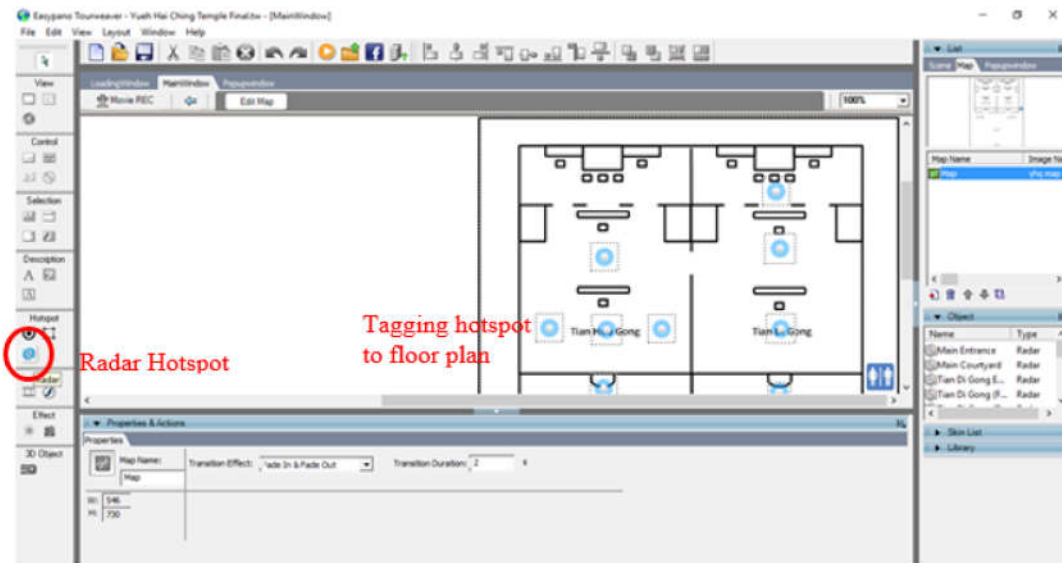 Easypano Tourweaver - Yueh Hai Ching Temple Final.tw - [MainWindow]
File Edit View Layout Window Help
LoadingWindow MainWindow Popupwindow
Movie REC Edit Map 100%
View
Control
Selection
Description
Hotspot
Radar
Effect
3D Object
Radar Hotspot
Tagging hotspot
to floor plan
Tian Gong
Tian Gong
Properties & Actions
Properties
Map Name:
Map
Transition Effect: Fade In & Fade Out
Transition Duration: 2
W: 546
H: 730
List
Scene Map Popupwindow
Map Name Image Na
Map yhq map
Object
Name Type
Main Entrance Radar
Main Courtyard Radar
Tian Di Gong E... Radar
Tian Di Gong (F... Radar
Skin List
Library